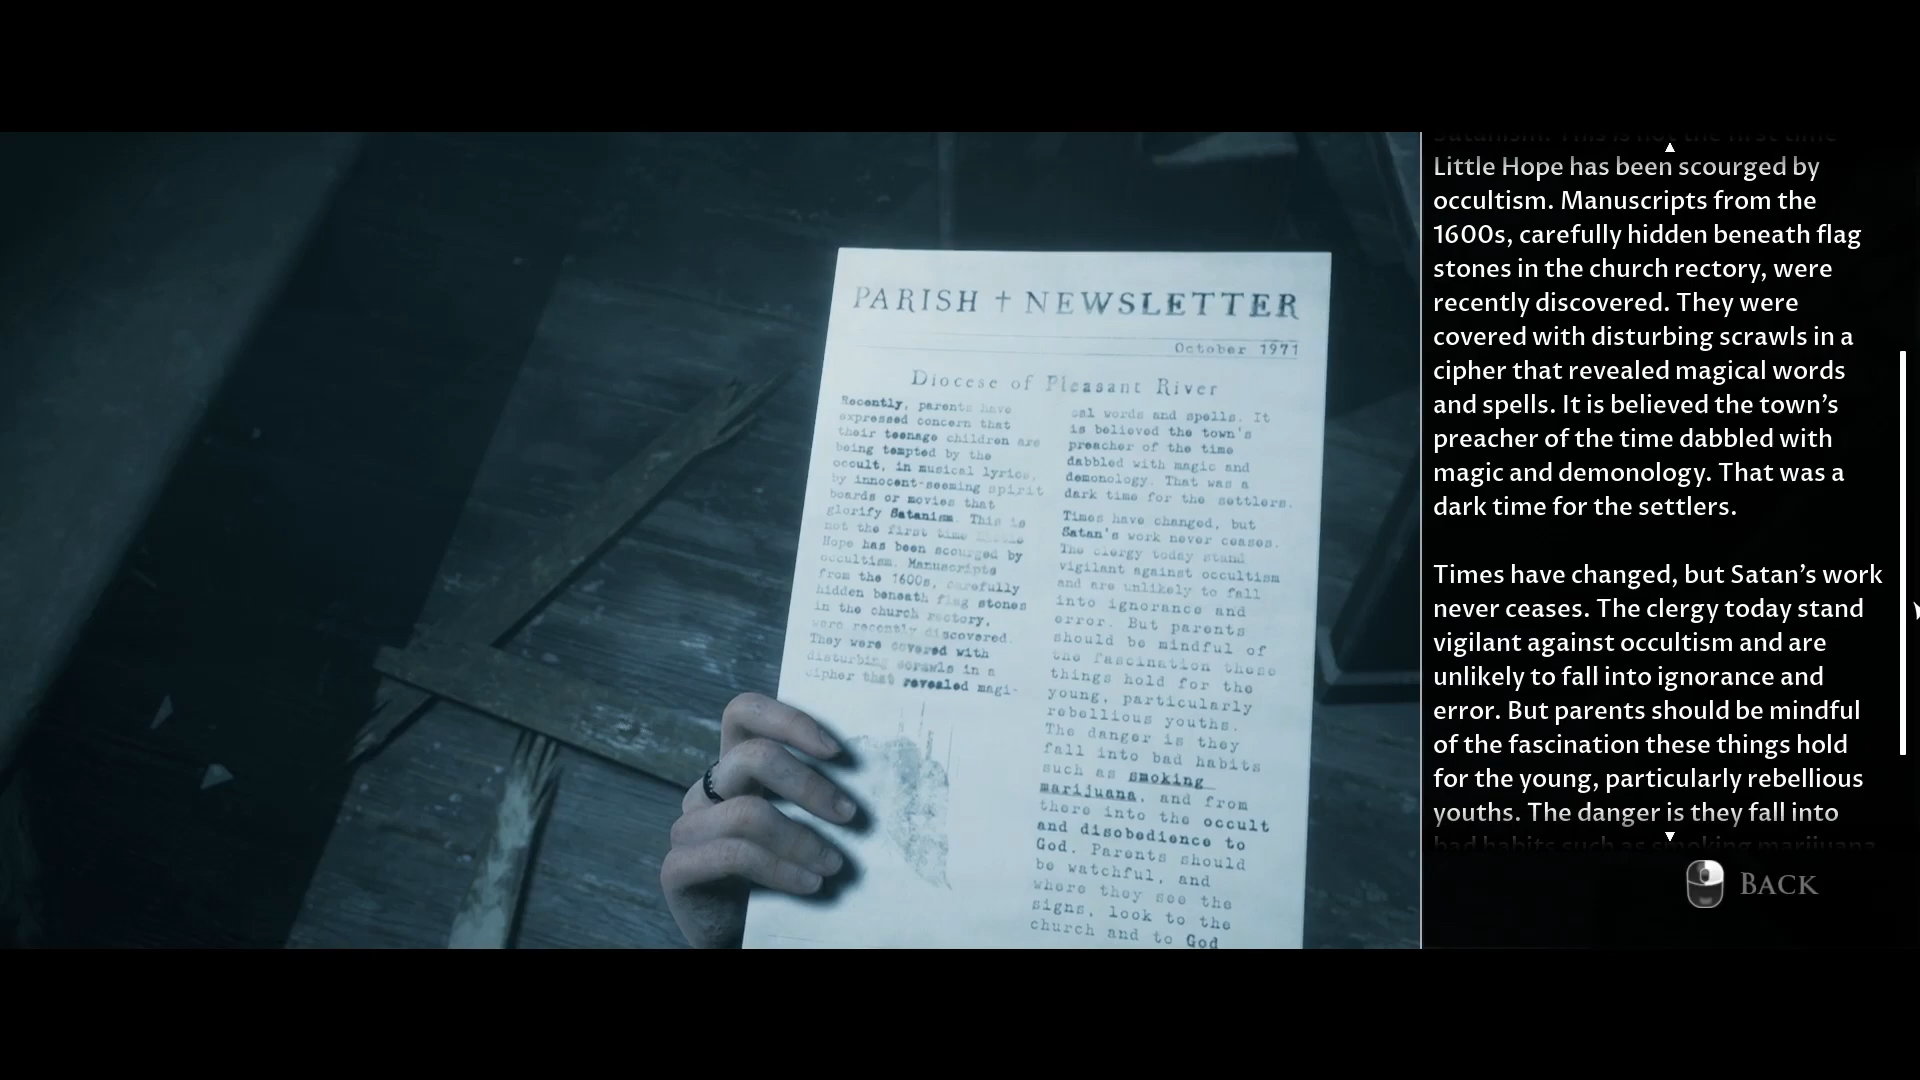 PARISH † NEWSLETTER
October 1971
Diocese of Pleasant River
Recently, parents have
expressed concern that
their teenage children are
being tempted by the
occult, in musical lyrics,
by innocent-seeming spirit
boards or movies that
glorify Satanism. This is
not the first time
Hope has been scourged by
occultism. Manuscripts
from the 1600s, carefully
hidden beneath flag stones
in the church rectory,
were recently discovered.
They were covered with
disturbing scrawls in a
cipher that revealed magi-
cal words and spells. It
is believed the town's
preacher of the time
dabbled with magic and
demonology. That was a
dark time for the settlers.
Times have changed, but
Satan's work never ceases.
The clergy today stand
vigilant against occultism
and are unlikely to fall
into ignorance and
error. But parents
should be mindful of
the fascination these
things hold for the
young, particularly
rebellious youths.
The danger is they
fall into bad habits
such as smoking
marijuana, and from
there into the occult
and disobedience to
God. Parents should
be watchful, and
where they see the
signs, look to the
church and to God
Satanism. This is not the first time
Little Hope has been scourged by
occultism. Manuscripts from the
1600s, carefully hidden beneath flag
stones in the church rectory, were
recently discovered. They were
covered with disturbing scrawls in a
cipher that revealed magical words
and spells. It is believed the town's
preacher of the time dabbled with
magic and demonology. That was a
dark time for the settlers.
Times have changed, but Satan's work
never ceases. The clergy today stand
vigilant against occultism and are
unlikely to fall into ignorance and
error. But parents should be mindful
of the fascination these things hold
for the young, particularly rebellious
youths. The danger is they fall into
bad habits such as smoking marijuana
BACK